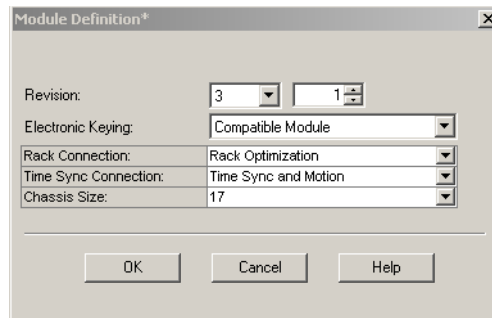 Module Definition*
Revision: 3 1
Electronic Keying: Compatible Module
Rack Connection: Rack Optimization
Time Sync Connection: Time Sync and Motion
Chassis Size: 17
OK Cancel Help